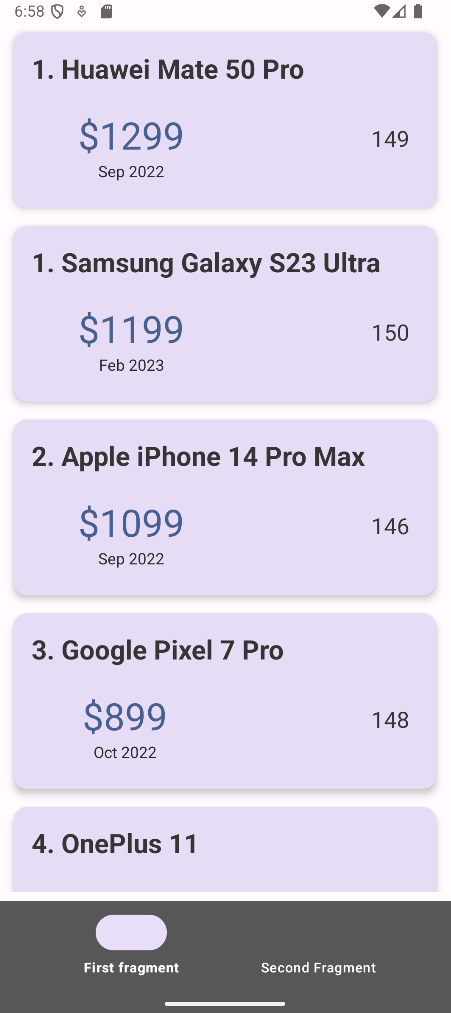 6:58
1. Huawei Mate 50 Pro
$1299
149
Sep 2022
1. Samsung Galaxy S23 Ultra
$1199
150
Feb 2023
2. Apple iPhone 14 Pro Max
$1099
146
Sep 2022
3. Google Pixel 7 Pro
$899
148
Oct 2022
4. OnePlus 11
First fragment
Second Fragment